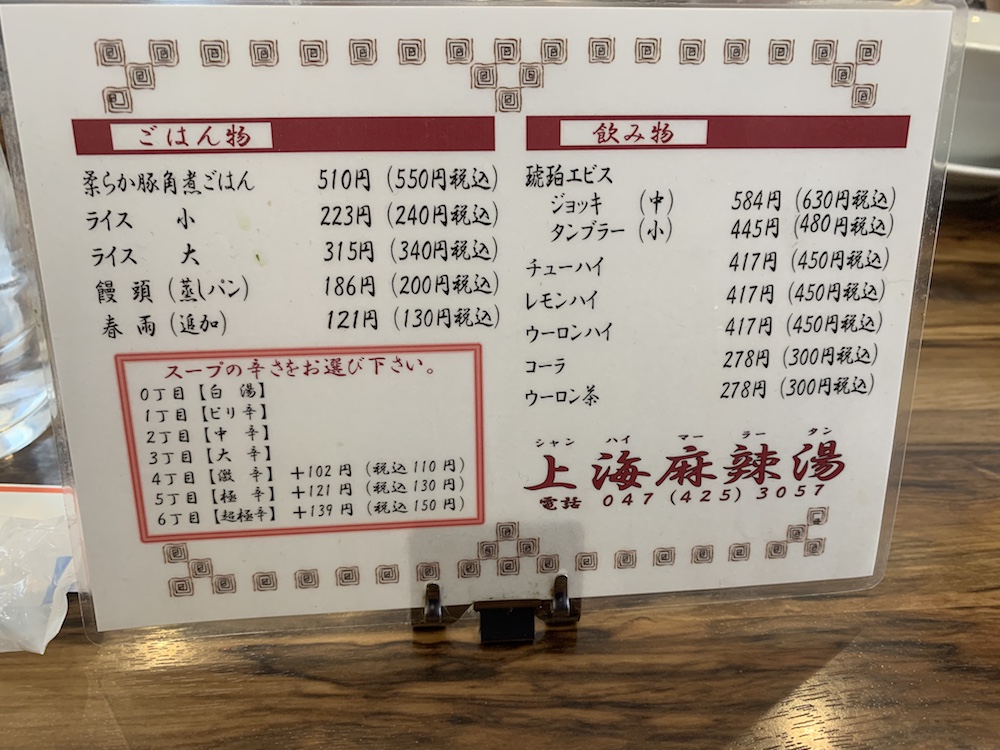 ごはん物
柔らか豚角煮ごはん 510円 (550円税込)
ライス 小 223円 (240円税込)
ライス 大 315円 (340円税込)
饅頭 (蒸しパン) 186円 (200円税込)
春雨 (追加) 121円 (130円税込)
スープの辛さをお選び下さい。
0丁目【白湯】
1丁目【ピリ辛】
2丁目【中辛】
3丁目【大辛】
4丁目【激辛】 +102円 (税込110円)
5丁目【極辛】 +121円 (税込130円)
6丁目【超極辛】 +139円 (税込150円)
飲み物
琥珀エビス
ジョッキ (中) 584円 (630円税込)
タンブラー (小) 445円 (480円税込)
チューハイ 417円 (450円税込)
レモンハイ 417円 (450円税込)
ウーロンハイ 417円 (450円税込)
コーラ 278円 (300円税込)
ウーロン茶 278円 (300円税込)
シャン ハイ マー ラー タン
上海麻辣湯
電話 047 (425) 3057